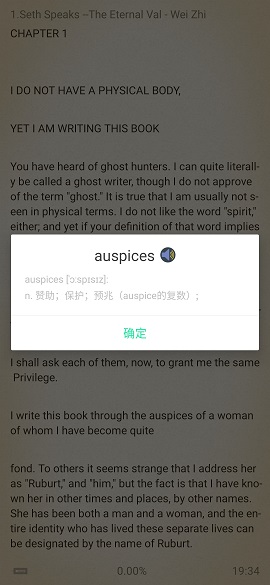 1.Seth Speaks –The Eternal Val - Wei Zhi
CHAPTER 1
I DO NOT HAVE A PHYSICAL BODY,
YET I AM WRITING THIS BOOK
You have heard of ghost hunters. I can quite literall-
y be called a ghost writer, though I do not approve
of the term "ghost." It is true that I am usually not s-
een in physical terms. I do not like the word "spirit,"
either; and yet if your definition of that word implies
auspices
auspices ['ɔ:spɪsɪz]:
n. 赞助；保护；预兆（auspice的复数）;
确定
I shall ask each of them, now, to grant me the same
Privilege.
I write this book through the auspices of a woman
of whom I have become quite
fond. To others it seems strange that I address her
as "Ruburt," and "him," but the fact is that I have kno-
wn her in other times and places, by other names.
She has been both a man and a woman, and the en-
tire identity who has lived these separate lives can
be designated by the name of Ruburt.
0.00%
19:34